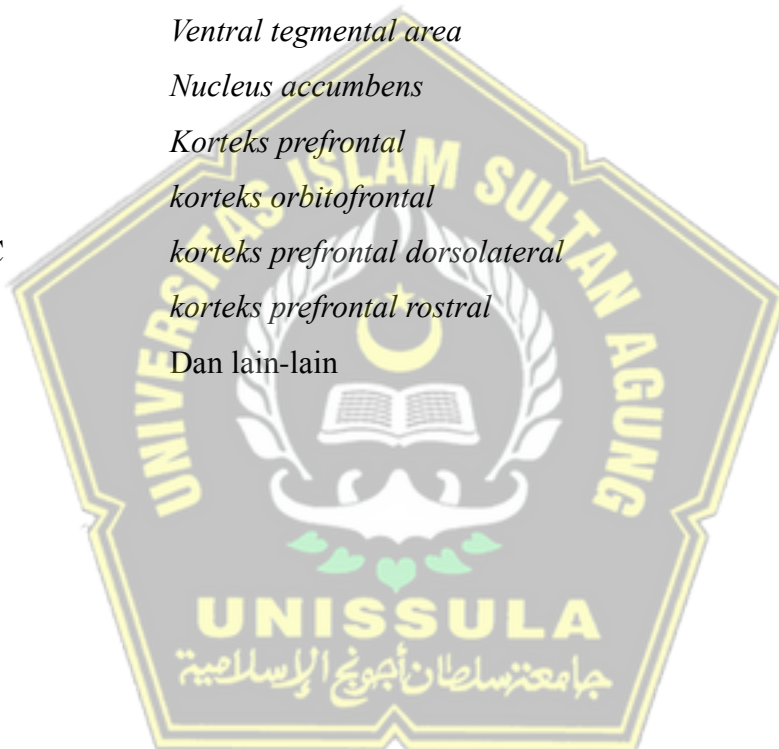 Ventral tegmental area
Nucleus accumbens
Korteks prefrontal
korteks orbitofrontal
C korteks prefrontal dorsolateral
korteks prefrontal rostral
Dan lain-lain
UNIVERSITAS ISLAM SULTAN AGUNG
UNISSULA
جامعة سلطان أجونج الإسلامية